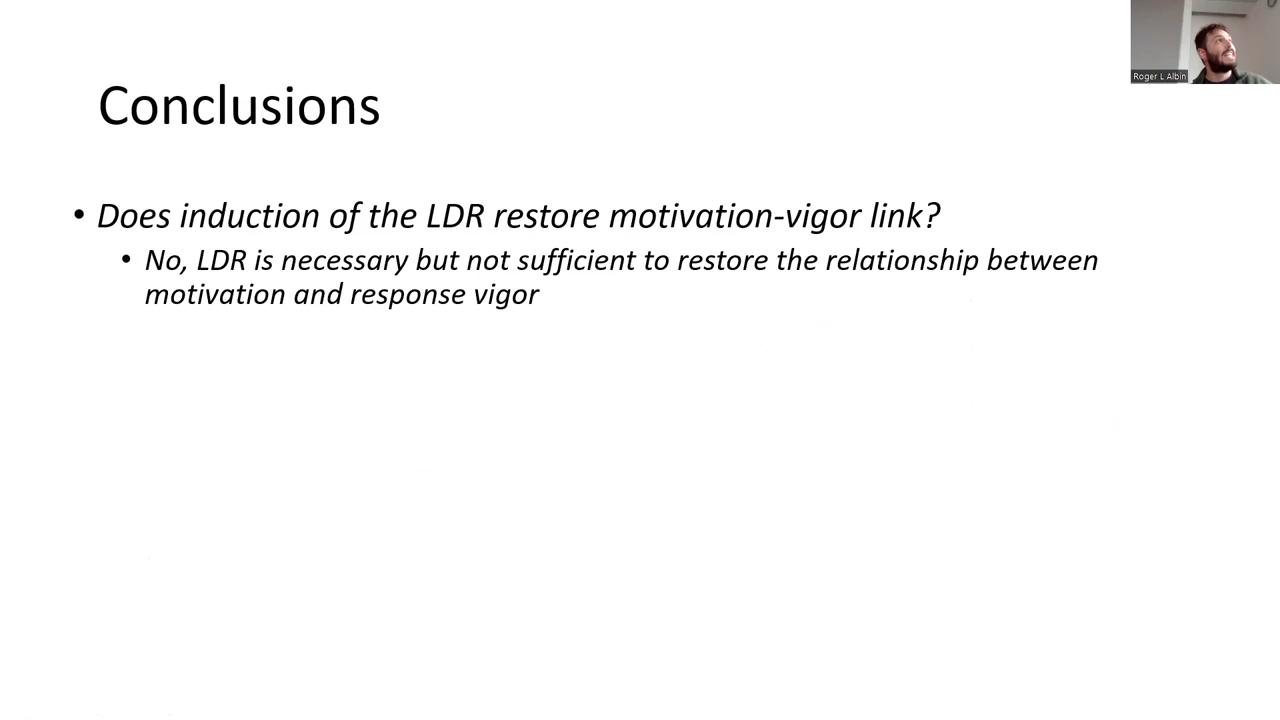 Roger L Albin
Conclusions
• Does induction of the LDR restore motivation-vigor link?
• No, LDR is necessary but not sufficient to restore the relationship between
motivation and response vigor